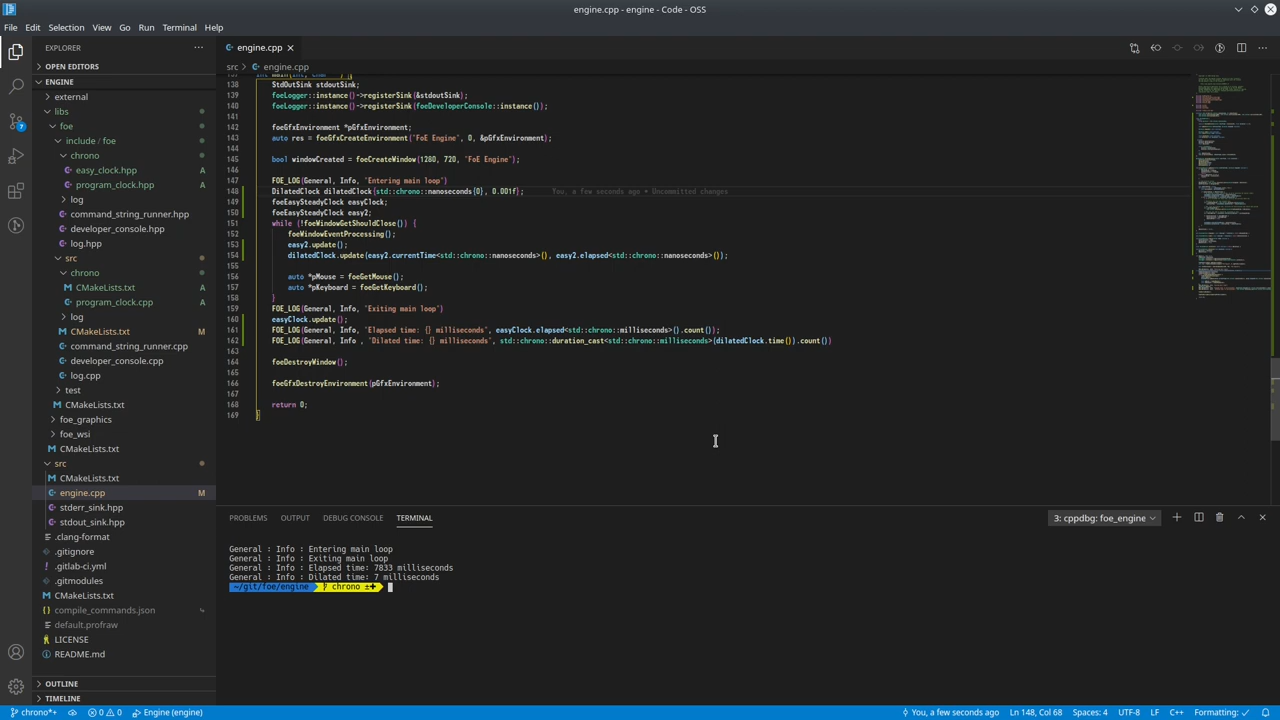 engine.cpp - engine - Code - OSS
File Edit Selection View Go Run Terminal Help
EXPLORER
OPEN EDITORS
ENGINE
external
libs
foe
include / foe
chrono
easy_clock.hpp A
program_clock.hpp A
log
command_string_runner.hpp
developer_console.hpp
log.hpp
src
chrono
CMakeLists.txt A
program_clock.cpp A
log
CMakeLists.txt M
command_string_runner.cpp
developer_console.cpp
log.cpp
test
CMakeLists.txt
foe_graphics
foe_wsi
CMakeLists.txt
src
CMakeLists.txt
engine.cpp M
stderr_sink.hpp
stdout_sink.hpp
.clang-format
.gitignore
.gitlab-ci.yml
.gitmodules
CMakeLists.txt
compile_commands.json
default.profraw
LICENSE
README.md
OUTLINE
TIMELINE
engine.cpp
src > engine.cpp
138 StdOutSink stdoutSink;
139 foeLogger::instance()->registerSink(&stdoutSink);
140 foeLogger::instance()->registerSink(foeDeveloperConsole::instance());
141
142 foeGfxEnvironment *pGfxEnvironment;
143 auto res = foeGfxCreateEnvironment("FoE Engine", 0, &pGfxEnvironment);
144
145 bool windowCreated = foeCreateWindow(1280, 720, "FoE Engine");
146
147 FOE_LOG(General, Info, "Entering main loop")
148 DilatedClock dilatedClock{std::chrono::nanoseconds{0}, 0.001f}; You, a few seconds ago • Uncommitted changes
149 foeEasySteadyClock easyClock;
150 foeEasySteadyClock easy2;
151 while (!foeWindowGetShouldClose()) {
152 foeWindowEventProcessing();
153 easy2.update();
154 dilatedClock.update(easy2.currentTime<std::chrono::nanoseconds>(), easy2.elapsed<std::chrono::nanoseconds>());
155
156 auto *pMouse = foeGetMouse();
157 auto *pKeyboard = foeGetKeyboard();
158 }
159 FOE_LOG(General, Info, "Exiting main loop")
160 easyClock.update();
161 FOE_LOG(General, Info, "Elapsed time: {} milliseconds", easyClock.elapsed<std::chrono::milliseconds>().count());
162 FOE_LOG(General, Info , "Dilated time: {} milliseconds", std::chrono::duration_cast<std::chrono::milliseconds>(dilatedClock.time()).count())
163
164 foeDestroyWindow();
165
166 foeGfxDestroyEnvironment(pGfxEnvironment);
167
168 return 0;
169 }
PROBLEMS OUTPUT DEBUG CONSOLE TERMINAL 3: cppdbg: foe_engine
General : Info : Entering main loop
General : Info : Exiting main loop
General : Info : Elapsed time: 7833 milliseconds
General : Info : Dilated time: 7 milliseconds
~/git/foe/engine chrono ±✚
chrono*+ 0 0 Engine (engine) You, a few seconds ago Ln 148, Col 68 Spaces: 4 UTF-8 LF C++ Formatting: ✓